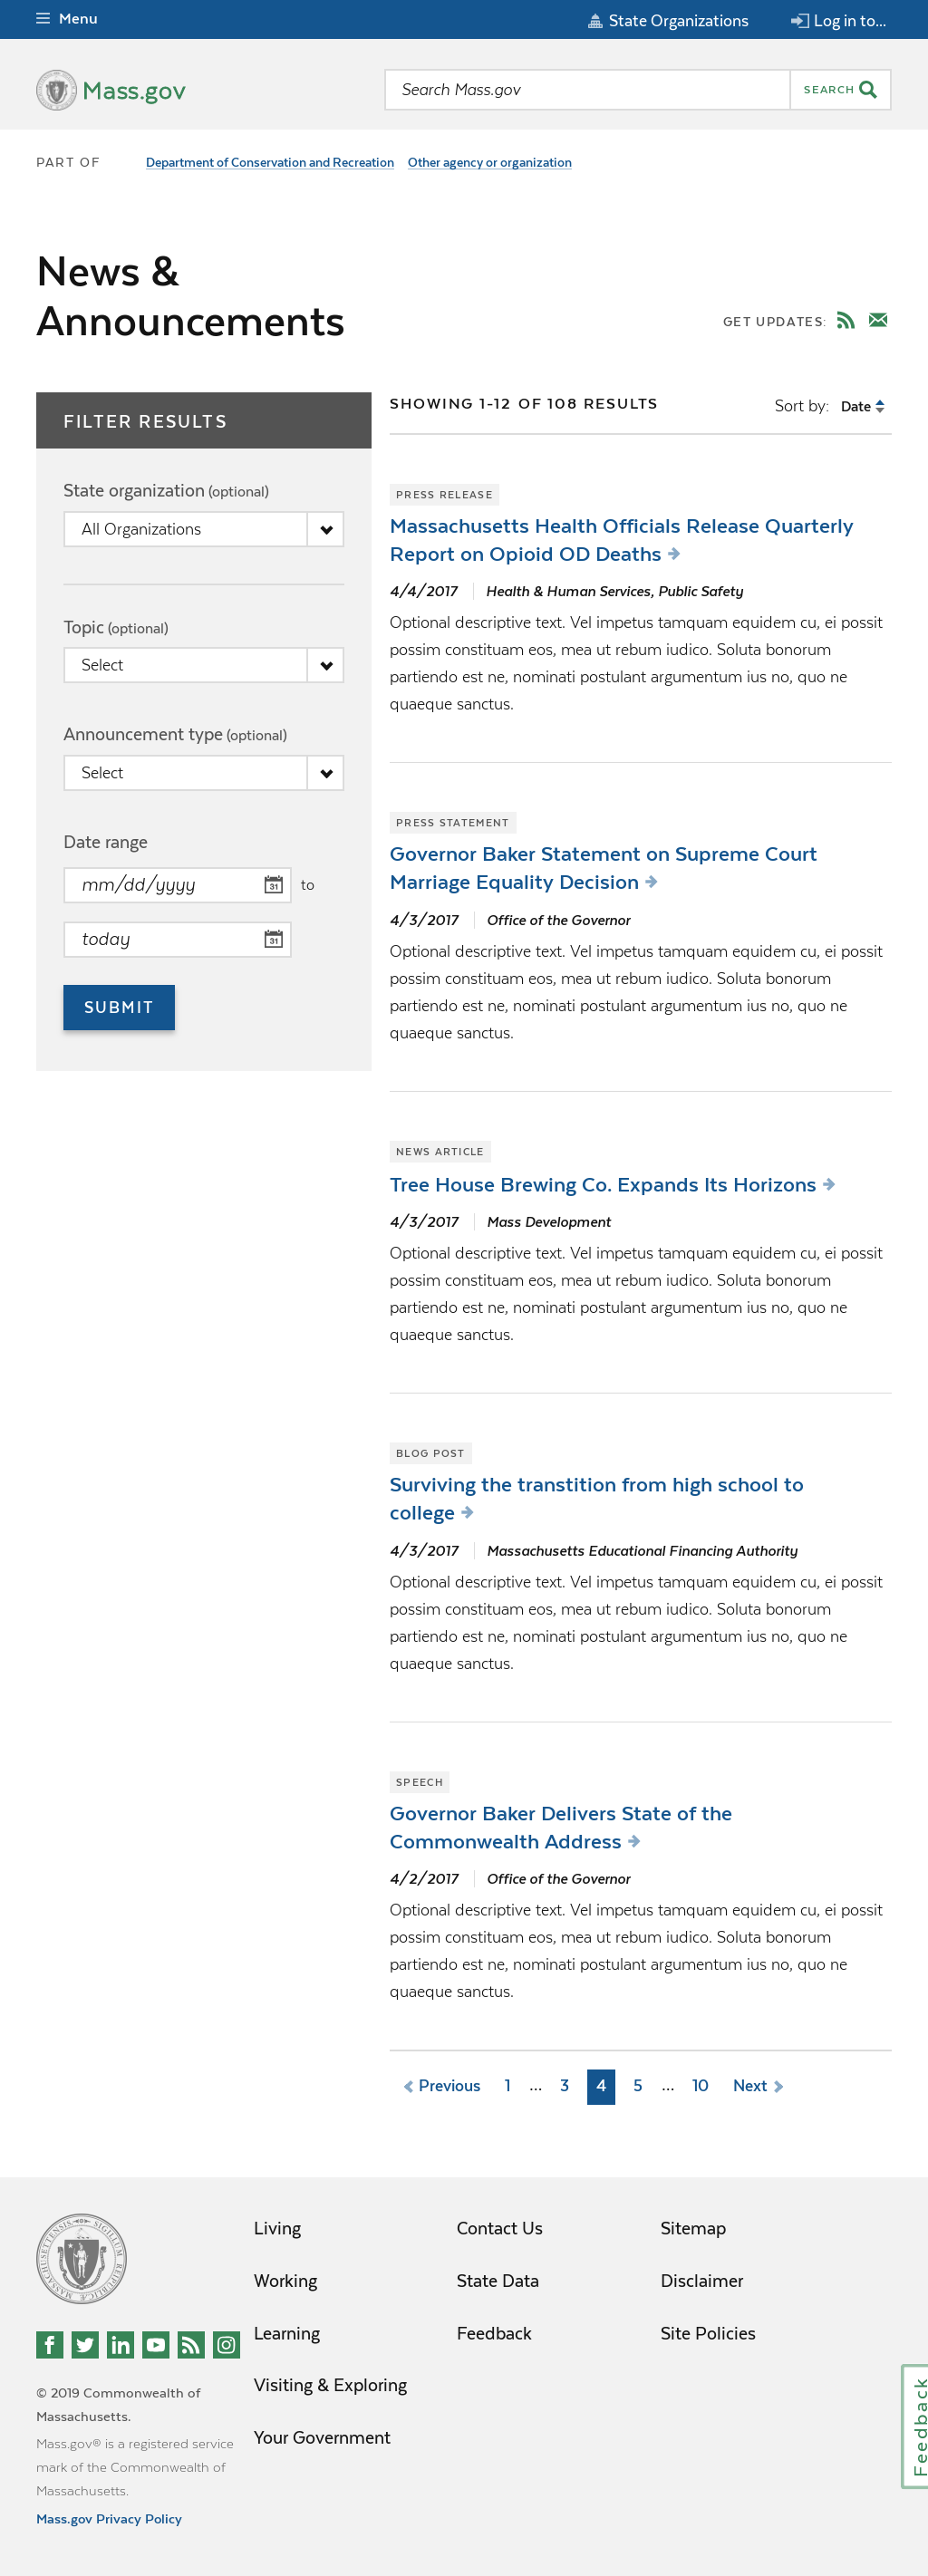 Menu
State Organizations
Log in to...
Mass.gov
Search Mass.gov
SEARCH
PART OF
Department of Conservation and Recreation
Other agency or organization
News &
Announcements
GET UPDATES:
FILTER RESULTS
State organization (optional)
All Organizations
Topic (optional)
Select
Announcement type (optional)
Select
Date range
mm/dd/yyyy
31
to
today
31
SUBMIT
SHOWING 1-12 OF 108 RESULTS
Sort by:
Date
PRESS RELEASE
Massachusetts Health Officials Release Quarterly
Report on Opioid OD Deaths
4/4/2017
Health & Human Services, Public Safety
Optional descriptive text. Vel impetus tamquam equidem cu, ei possit
possim constituam eos, mea ut rebum iudico. Soluta bonorum
partiendo est ne, nominati postulant argumentum ius no, quo ne
quaeque sanctus.
PRESS STATEMENT
Governor Baker Statement on Supreme Court
Marriage Equality Decision
4/3/2017
Office of the Governor
Optional descriptive text. Vel impetus tamquam equidem cu, ei possit
possim constituam eos, mea ut rebum iudico. Soluta bonorum
partiendo est ne, nominati postulant argumentum ius no, quo ne
quaeque sanctus.
NEWS ARTICLE
Tree House Brewing Co. Expands Its Horizons
4/3/2017
Mass Development
Optional descriptive text. Vel impetus tamquam equidem cu, ei possit
possim constituam eos, mea ut rebum iudico. Soluta bonorum
partiendo est ne, nominati postulant argumentum ius no, quo ne
quaeque sanctus.
BLOG POST
Surviving the transtition from high school to
college
4/3/2017
Massachusetts Educational Financing Authority
Optional descriptive text. Vel impetus tamquam equidem cu, ei possit
possim constituam eos, mea ut rebum iudico. Soluta bonorum
partiendo est ne, nominati postulant argumentum ius no, quo ne
quaeque sanctus.
SPEECH
Governor Baker Delivers State of the
Commonwealth Address
4/2/2017
Office of the Governor
Optional descriptive text. Vel impetus tamquam equidem cu, ei possit
possim constituam eos, mea ut rebum iudico. Soluta bonorum
partiendo est ne, nominati postulant argumentum ius no, quo ne
quaeque sanctus.
Previous 1 ... 3 4 5 ... 10 Next
Living
Working
Learning
Visiting & Exploring
Your Government
Contact Us
State Data
Feedback
Sitemap
Disclaimer
Site Policies
© 2019 Commonwealth of
Massachusetts.
Mass.gov® is a registered service
mark of the Commonwealth of
Massachusetts.
Mass.gov Privacy Policy
Feedback